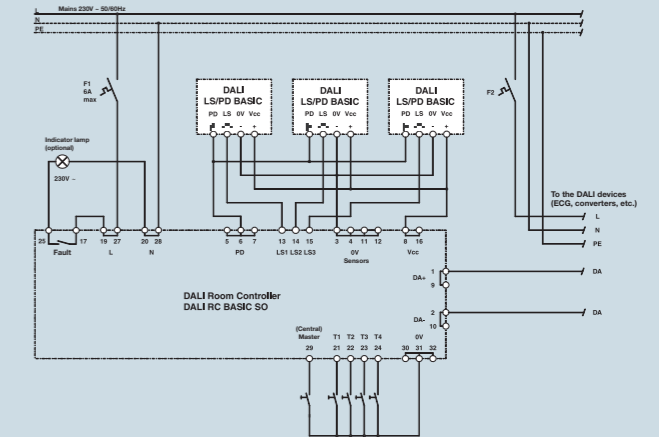 L Mains 230V ~ 50/60Hz
N
PE
F1
6A
max
F2
DALI
LS/PD BASIC
PD LS 0V Vcc
- +
DALI
LS/PD BASIC
PD LS 0V Vcc
- +
DALI
LS/PD BASIC
PD LS 0V Vcc
- +
Indicator lamp
(optional)
230V ~
To the DALI devices
(ECG, converters, etc.)
L
N
PE
25 17 19 27 20 28 5 6 7 13 14 15 3 4 11 12 8 16
Fault L N PD LS1 LS2 LS3 0V Vcc
Sensors
DA+ 1 DA
9
DALI Room Controller
DALI RC BASIC SO
2 DA
DA-
10
(Central)
Master T1 T2 T3 T4 0V
29 21 22 23 24 30 31 32